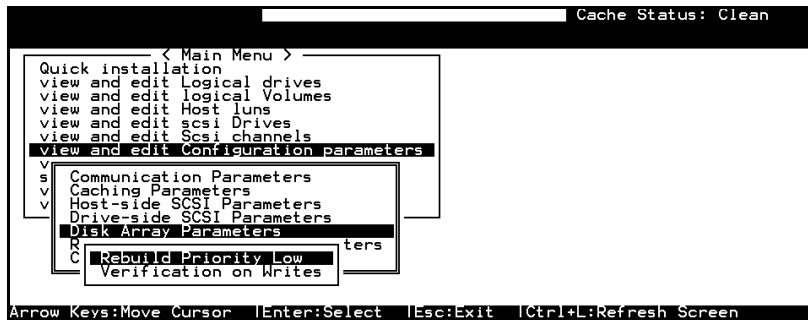 Cache Status: Clean
< Main Menu >
Quick installation
view and edit Logical drives
view and edit logical Volumes
view and edit Host luns
view and edit scsi Drives
view and edit Scsi channels
view and edit Configuration parameters
v
s Communication Parameters
v Caching Parameters
v Host-side SCSI Parameters
Drive-side SCSI Parameters
Disk Array Parameters
R ters
C Rebuild Priority Low
Verification on Writes
Arrow Keys:Move Cursor |Enter:Select |Esc:Exit |Ctrl+L:Refresh Screen